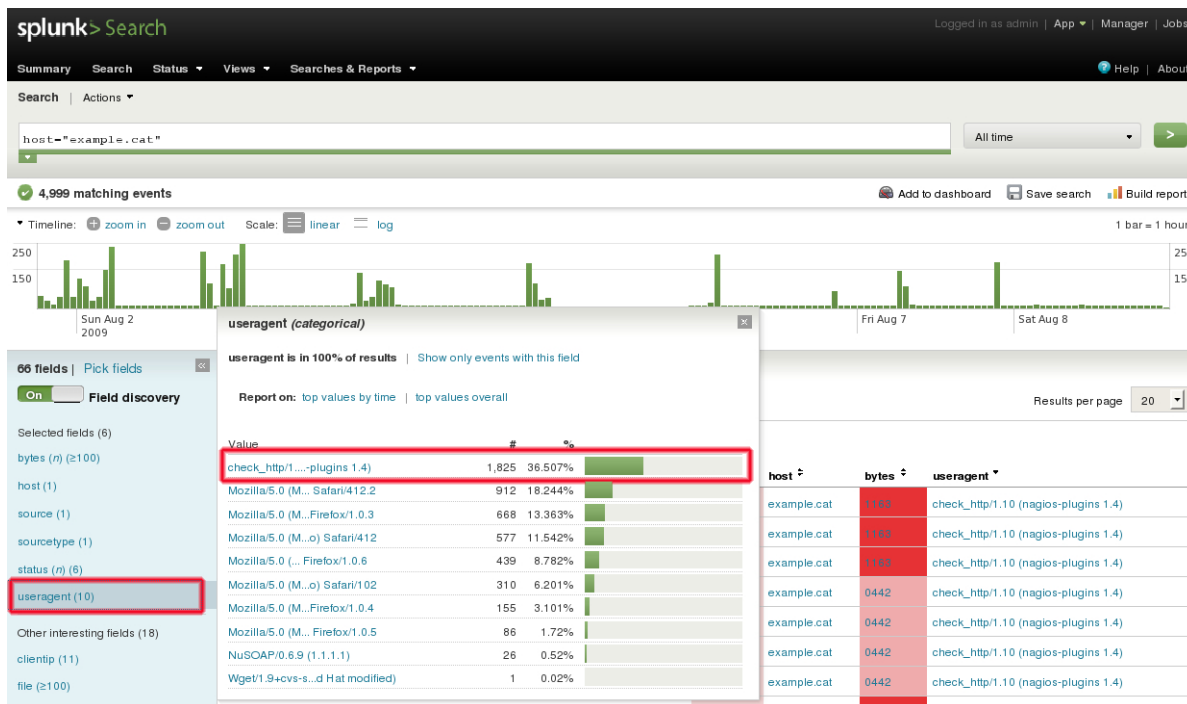 splunk> Search
Logged in as admin | App | Manager | Jobs
Summary Search Status Views Searches & Reports
Help | About
Search | Actions
host="example.cat"
All time
>
4,999 matching events
Add to dashboard Save search Build report
Timeline: zoom in zoom out Scale: linear log
1 bar = 1 hour
250
150
25
15
Sun Aug 2
2009
Fri Aug 7
Sat Aug 8
66 fields | Pick fields
«
On Field discovery
Selected fields (6)
bytes (n) (≥100)
host (1)
source (1)
sourcetype (1)
status (n) (6)
useragent (10)
Other interesting fields (18)
clientip (11)
file (≥100)
useragent (categorical)
x
useragent is in 100% of results | Show only events with this field
Report on: top values by time | top values overall
Value # %
check_http/1....-plugins 1.4) 1,825 36.507%
Mozilla/5.0 (M... Safari/412.2 912 18.244%
Mozilla/5.0 (M...Firefox/1.0.3 668 13.363%
Mozilla/5.0 (M...o) Safari/412 577 11.542%
Mozilla/5.0 (... Firefox/1.0.6 439 8.782%
Mozilla/5.0 (M...o) Safari/102 310 6.201%
Mozilla/5.0 (M...Firefox/1.0.4 155 3.101%
Mozilla/5.0 (M... Firefox/1.0.5 86 1.72%
NuSOAP/0.6.9 (1.1.1.1) 26 0.52%
Wget/1.9+cvs-s...d Hat modified) 1 0.02%
Results per page 20
host bytes useragent
example.cat check_http/1.10 (nagios-plugins 1.4)
example.cat check_http/1.10 (nagios-plugins 1.4)
example.cat check_http/1.10 (nagios-plugins 1.4)
example.cat 0442 check_http/1.10 (nagios-plugins 1.4)
example.cat 0442 check_http/1.10 (nagios-plugins 1.4)
example.cat 0442 check_http/1.10 (nagios-plugins 1.4)
example.cat 0442 check_http/1.10 (nagios-plugins 1.4)